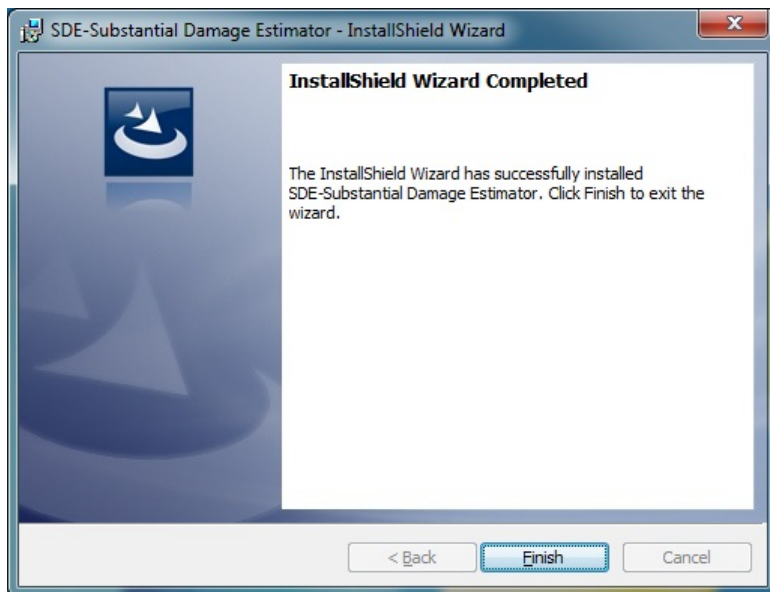 SDE-Substantial Damage Estimator - InstallShield Wizard
InstallShield Wizard Completed
The InstallShield Wizard has successfully installed
SDE-Substantial Damage Estimator. Click Finish to exit the
wizard.
< Back
Finish
Cancel